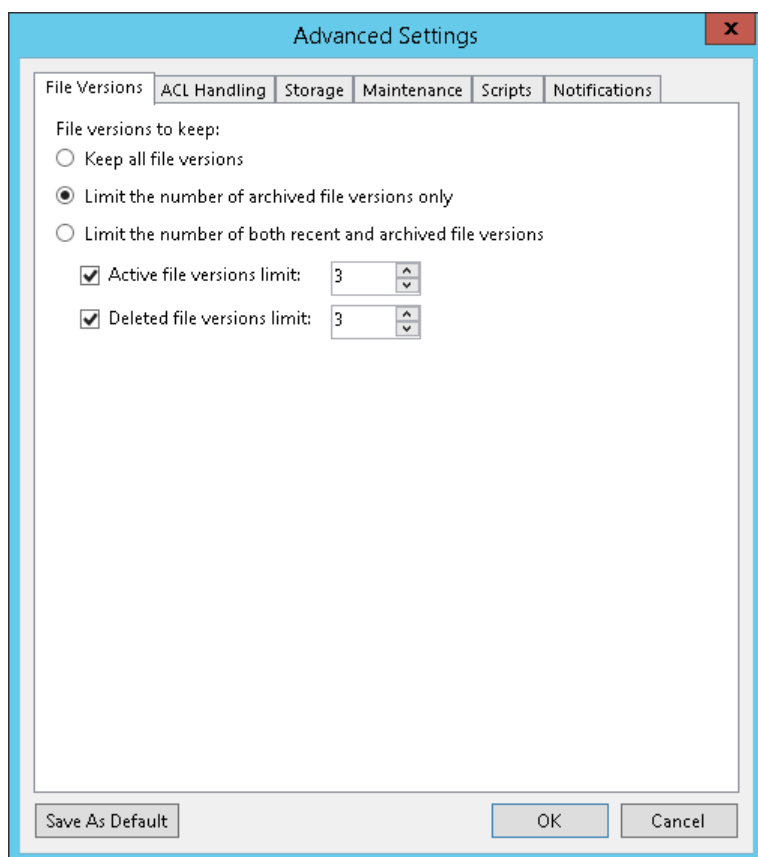 Advanced Settings
x
File Versions ACL Handling Storage Maintenance Scripts Notifications
File versions to keep:
Keep all file versions
Limit the number of archived file versions only
Limit the number of both recent and archived file versions
Active file versions limit: 3
Deleted file versions limit: 3
Save As Default OK Cancel